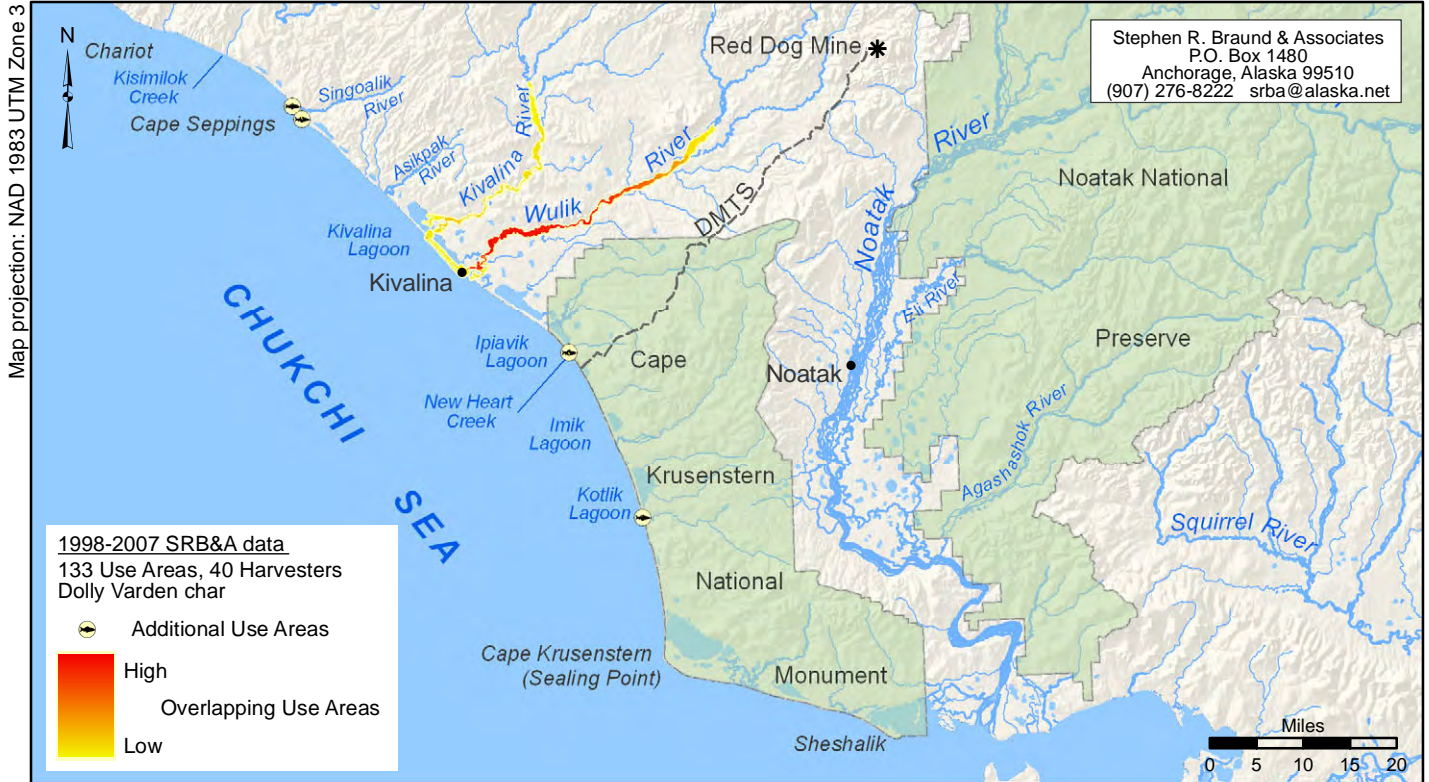 Map projection: NAD 1983 UTM Zone 3
N
Chariot
Kisimilok
Creek
Singoalik
River
Cape Seppings
Asikpak
River
Kivalina River
Wulik River
Red Dog Mine
DMTS
Stephen R. Braund & Associates
P.O. Box 1480
Anchorage, Alaska 99510
(907) 276-8222 srba@alaska.net
Noatak River
Noatak National
Preserve
Kivalina
Lagoon
Kivalina
Eli River
CHUKCHI
SEA
Ipiavik
Lagoon
Cape
Noatak
New Heart
Creek
Imik
Lagoon
Agashashok River
Krusenstern
Kotlik
Lagoon
Squirrel River
National
Cape Krusenstern
(Sealing Point)
Monument
Sheshalik
1998-2007 SRB&A data
133 Use Areas, 40 Harvesters
Dolly Varden char
Additional Use Areas
High
Overlapping Use Areas
Low
Miles
0 5 10 15 20